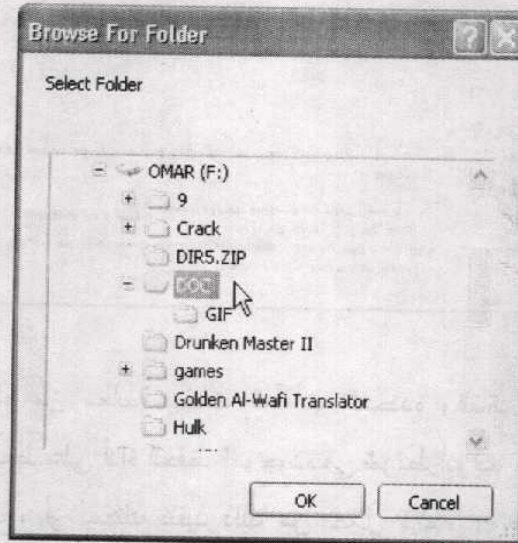 Browse For Folder
Select Folder
OMAR (F:)
9
Crack
DIR5.ZIP
GIF
Drunken Master II
games
Golden Al-Wafi Translator
Hulk
OK
Cancel